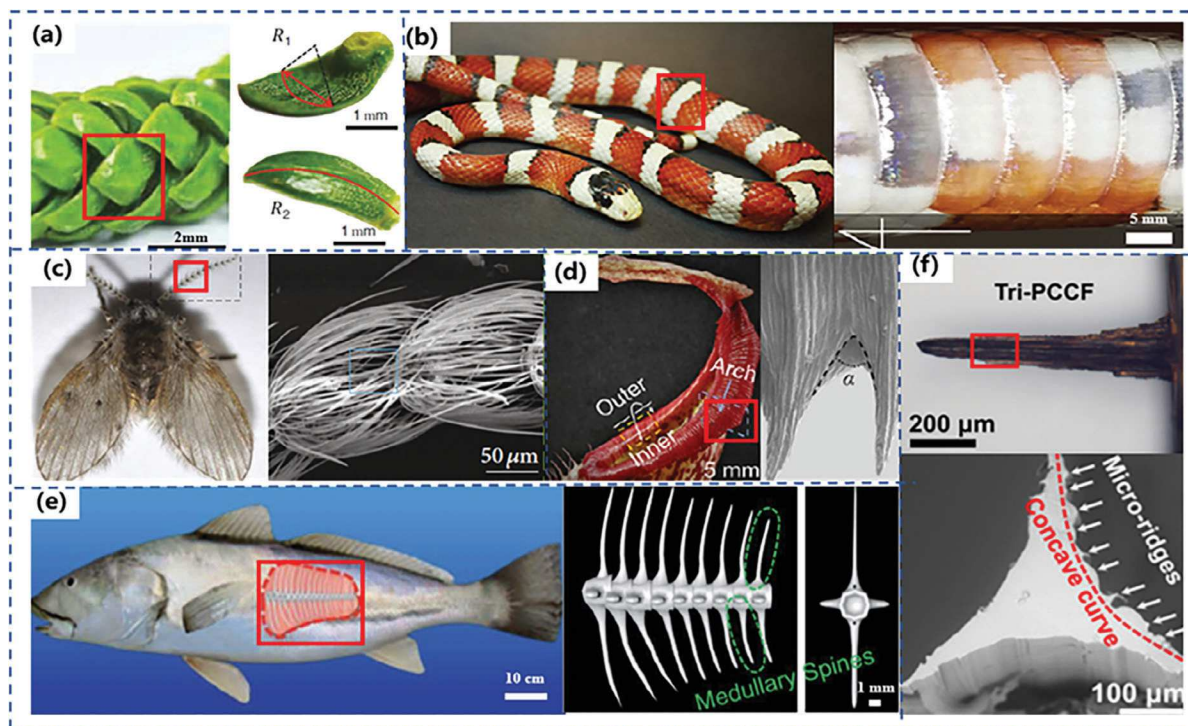 (a)
R1
1 mm
R2
1 mm
2mm
(b)
5 mm
(c)
50 μm
(d)
Outer
Inner
Arch
5 mm
α
(f)
Tri-PCCF
200 μm
Micro-ridges
Concave curve
100 μm
(e)
10 cm
Medullary Spines
1 mm